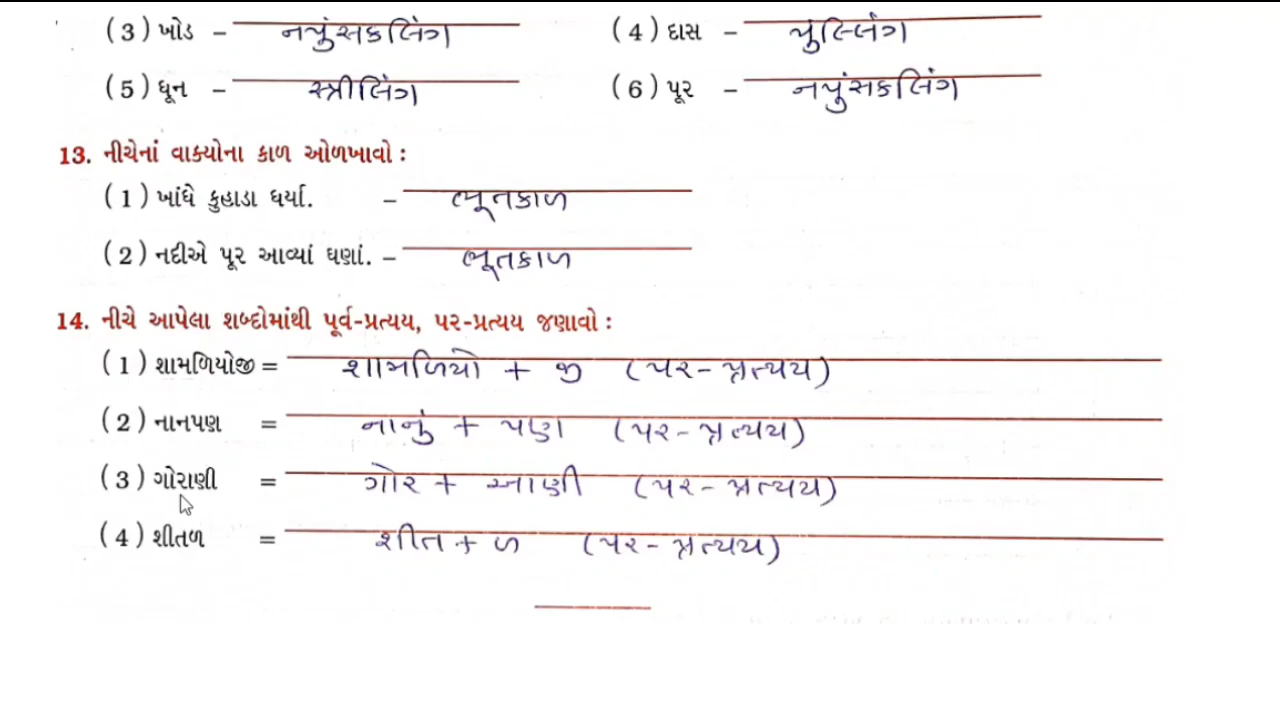 (3) ખોડ - નપુંસકલિંગ (4) દાસ - પુંલ્લિંગ
(5) ધૂન - સ્ત્રીલિંગ (6) પૂર - નપુંસકલિંગ
13. નીચેનાં વાક્યોના કાળ ઓળખાવો :
(1) ખાંધે કુહાડા ધર્યા. - ભૂતકાળ
(2) નદીએ પૂર આવ્યાં ઘણાં. - ભૂતકાળ
14. નીચે આપેલા શબ્દોમાંથી પૂર્વ-પ્રત્યય, પર-પ્રત્યય જણાવો :
(1) શામળિયોજી = શામળિયો + જી (પર-પ્રત્યય)
(2) નાનપણ = નાનું + પણ (પર-પ્રત્યય)
(3) ગોરાણી = ગોર + આણી (પર-પ્રત્યય)
(4) શીતળ = શીત + ળ (પર-પ્રત્યય)